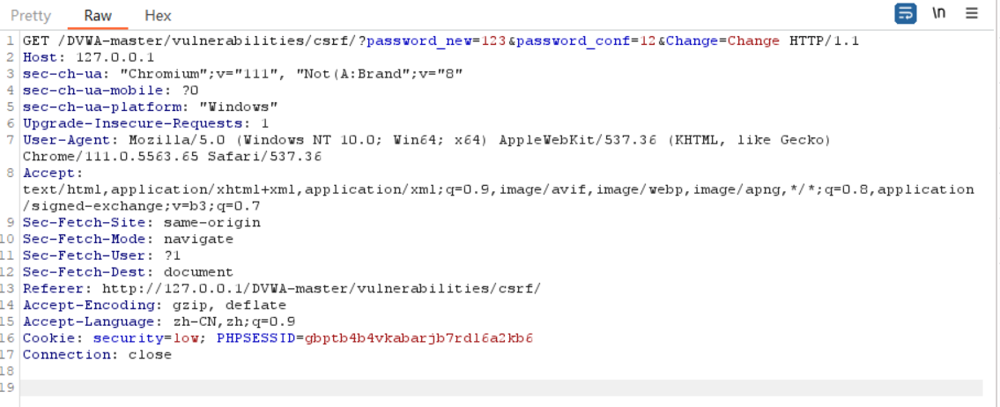 Pretty Raw Hex \n
1 GET /DVWA-master/vulnerabilities/csrf/?password_new=123&password_conf=12&Change=Change HTTP/1.1
2 Host: 127.0.0.1
3 sec-ch-ua: "Chromium";v="111", "Not(A:Brand";v="8"
4 sec-ch-ua-mobile: ?0
5 sec-ch-ua-platform: "Windows"
6 Upgrade-Insecure-Requests: 1
7 User-Agent: Mozilla/5.0 (Windows NT 10.0; Win64; x64) AppleWebKit/537.36 (KHTML, like Gecko)
Chrome/111.0.5563.65 Safari/537.36
8 Accept:
text/html,application/xhtml+xml,application/xml;q=0.9,image/avif,image/webp,image/apng,*/*;q=0.8,application
/signed-exchange;v=b3;q=0.7
9 Sec-Fetch-Site: same-origin
10 Sec-Fetch-Mode: navigate
11 Sec-Fetch-User: ?1
12 Sec-Fetch-Dest: document
13 Referer: http://127.0.0.1/DVWA-master/vulnerabilities/csrf/
14 Accept-Encoding: gzip, deflate
15 Accept-Language: zh-CN,zh;q=0.9
16 Cookie: security=low; PHPSESSID=gbptb4b4vkabarjb7rdl6a2kb6
17 Connection: close
18
19